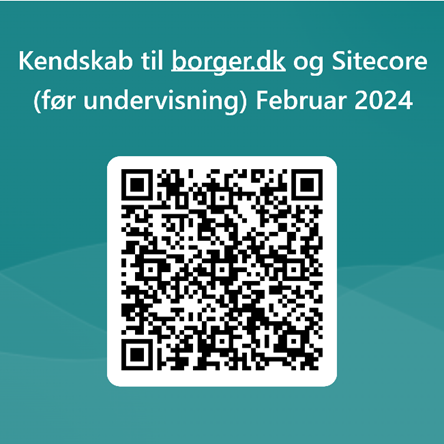 Kendskab til borger.dk og Sitecore
(før undervisning) Februar 2024